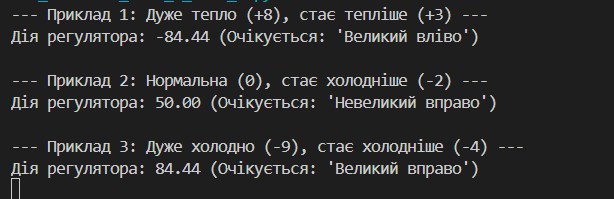 --- Приклад 1: Дуже тепло (+8), стає тепліше (+3) ---
Дія регулятора: -84.44 (Очікується: 'Великий вліво')
--- Приклад 2: Нормальна (0), стає холодніше (-2) ---
Дія регулятора: 50.00 (Очікується: 'Невеликий вправо')
--- Приклад 3: Дуже холодно (-9), стає холодніше (-4) ---
Дія регулятора: 84.44 (Очікується: 'Великий вправо')